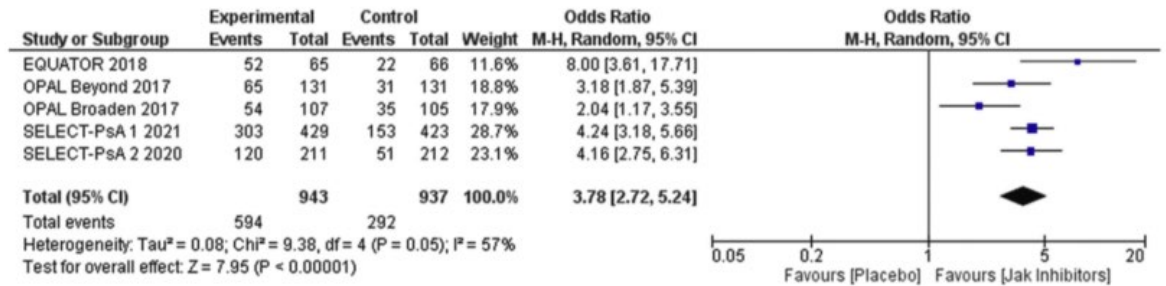 Experimental Control Odds Ratio Odds Ratio
Study or Subgroup Events Total Events Total Weight M-H, Random, 95% CI M-H, Random, 95% CI
EQUATOR 2018 52 65 22 66 11.6% 8.00 [3.61, 17.71]
OPAL Beyond 2017 65 131 31 131 18.8% 3.18 [1.87, 5.39]
OPAL Broaden 2017 54 107 35 105 17.9% 2.04 [1.17, 3.55]
SELECT-PsA 1 2021 303 429 153 423 28.7% 4.24 [3.18, 5.66]
SELECT-PsA 2 2020 120 211 51 212 23.1% 4.16 [2.75, 6.31]
Total (95% CI) 943 937 100.0% 3.78 [2.72, 5.24]
Total events 594 292
Heterogeneity: Tau² = 0.08; Chi² = 9.38, df = 4 (P = 0.05); I² = 57%
Test for overall effect: Z = 7.95 (P < 0.00001)
0.05 0.2 1 5 20
Favours [Placebo] Favours [Jak Inhibitors]